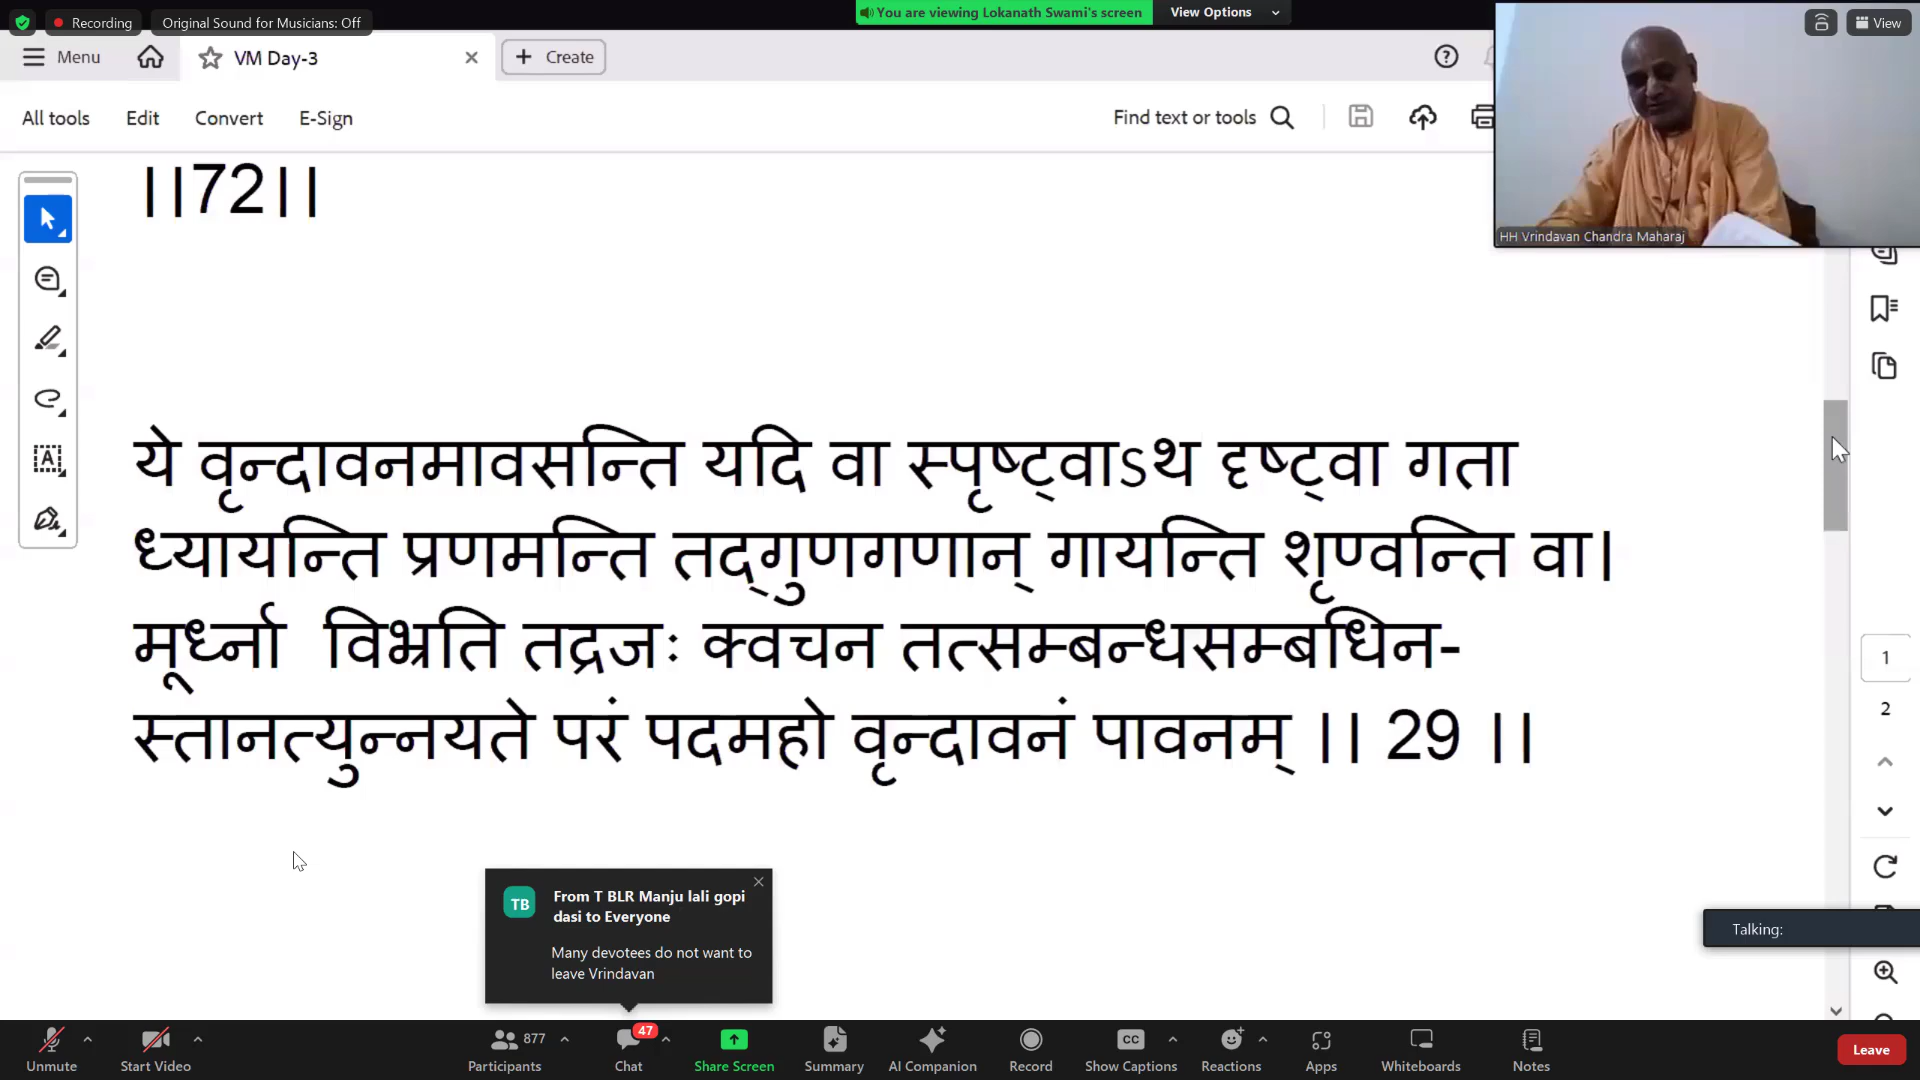 Recording
Original Sound for Musicians: Off
You are viewing Lokanath Swami's screen
View Options
View
Menu
VM Day-3
Create
All tools
Edit
Convert
E-Sign
Find text or tools
HH Vrindavan Chandra Maharaj
।।72।।
ये वृन्दावनमावसन्ति यदि वा स्पृष्ट्वाऽथ दृष्ट्वा गता
ध्यायन्ति प्रणमन्ति तद्गुणगणान् गायन्ति शृण्वन्ति वा।
मूर्ध्ना विभ्रति तद्रजः क्वचन तत्सम्बन्धसम्बधिन-
स्तानत्युन्नयते परं पदमहो वृन्दावनं पावनम् ।। 29 ।।
1
2
TB
From T BLR Manju lali gopi
dasi to Everyone
Many devotees do not want to
leave Vrindavan
Talking:
Unmute
Start Video
877
Participants
47
Chat
Share Screen
Summary
AI Companion
Record
CC
Show Captions
Reactions
Apps
Whiteboards
Notes
Leave